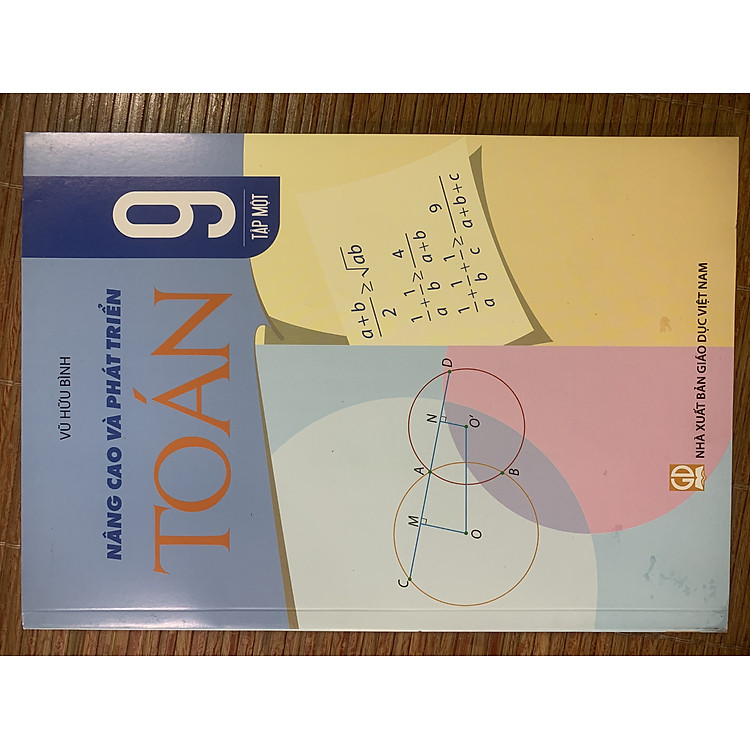 VŨ HỮU BÌNH
NÂNG CAO VÀ PHÁT TRIỂN
TOÁN 9
TẬP MỘT
a+b/2 ≥ √ab
1/a + 1/b ≥ 4/a+b
1/a + 1/b + 1/c ≥ 9/a+b+c
C M A N D
O O'
B
GD
NHÀ XUẤT BẢN GIÁO DỤC VIỆT NAM